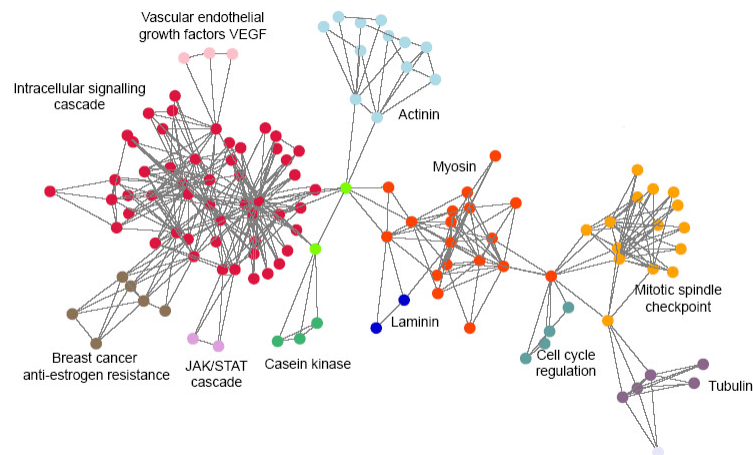 Vascular endothelial
growth factors VEGF
Intracellular signalling
cascade
Actinin
Myosin
Mitotic spindle
checkpoint
Laminin
Breast cancer
anti-estrogen resistance
JAK/STAT
cascade
Casein kinase
Cell cycle
regulation
Tubulin